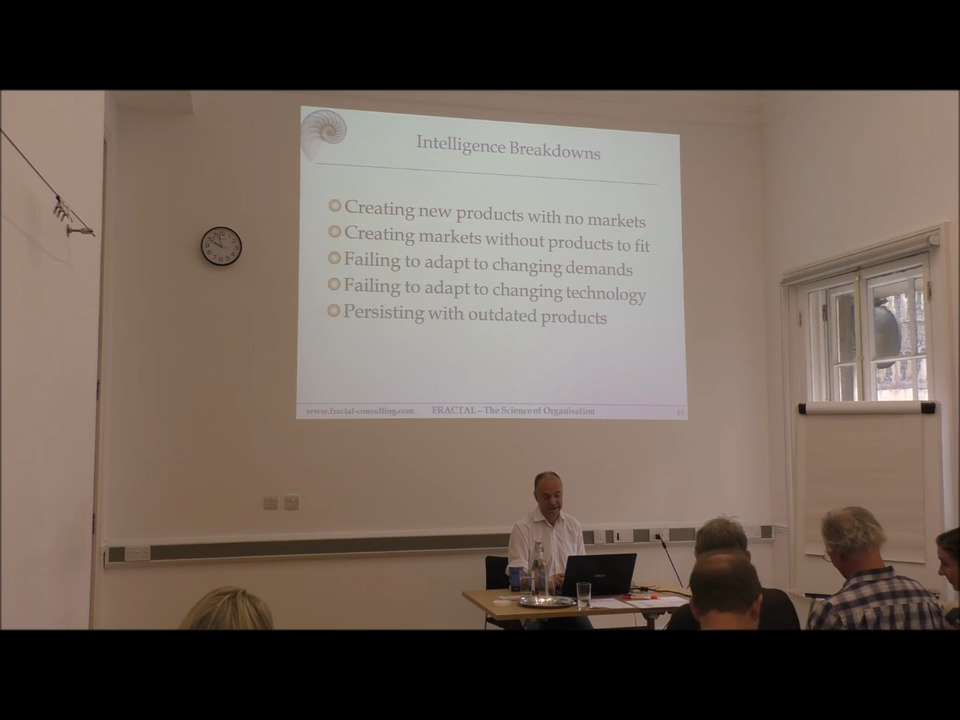 Intelligence Breakdowns
Creating new products with no markets
Creating markets without products to fit
Failing to adapt to changing demands
Failing to adapt to changing technology
Persisting with outdated products
www.fractal-consulting.com FRACTAL – The Science of Organisation